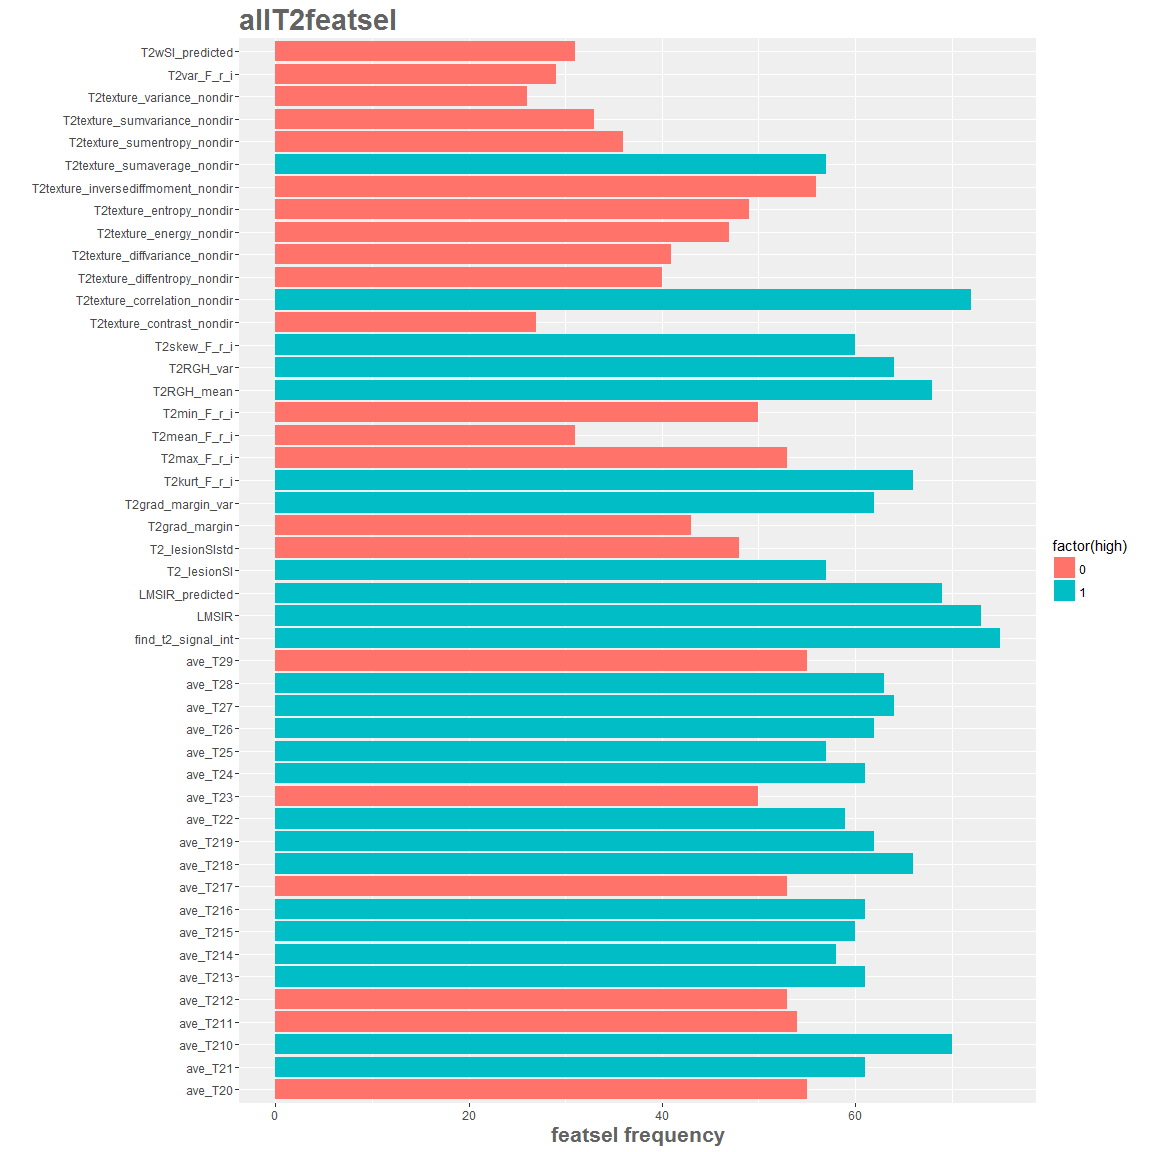 allT2featsel
T2wSI_predicted
T2var_F_r_i
T2texture_variance_nondir
T2texture_sumvariance_nondir
T2texture_sumentropy_nondir
T2texture_sumaverage_nondir
T2texture_inversediffmoment_nondir
T2texture_entropy_nondir
T2texture_energy_nondir
T2texture_diffvariance_nondir
T2texture_diffentropy_nondir
T2texture_correlation_nondir
T2texture_contrast_nondir
T2skew_F_r_i
T2RGH_var
T2RGH_mean
T2min_F_r_i
T2mean_F_r_i
T2max_F_r_i
T2kurt_F_r_i
T2grad_margin_var
T2grad_margin
T2_lesionSIstd
T2_lesionSI
LMSIR_predicted
LMSIR
find_t2_signal_int
ave_T29
ave_T28
ave_T27
ave_T26
ave_T25
ave_T24
ave_T23
ave_T22
ave_T219
ave_T218
ave_T217
ave_T216
ave_T215
ave_T214
ave_T213
ave_T212
ave_T211
ave_T210
ave_T21
ave_T20
0 20 40 60
featsel frequency
factor(high)
0
1